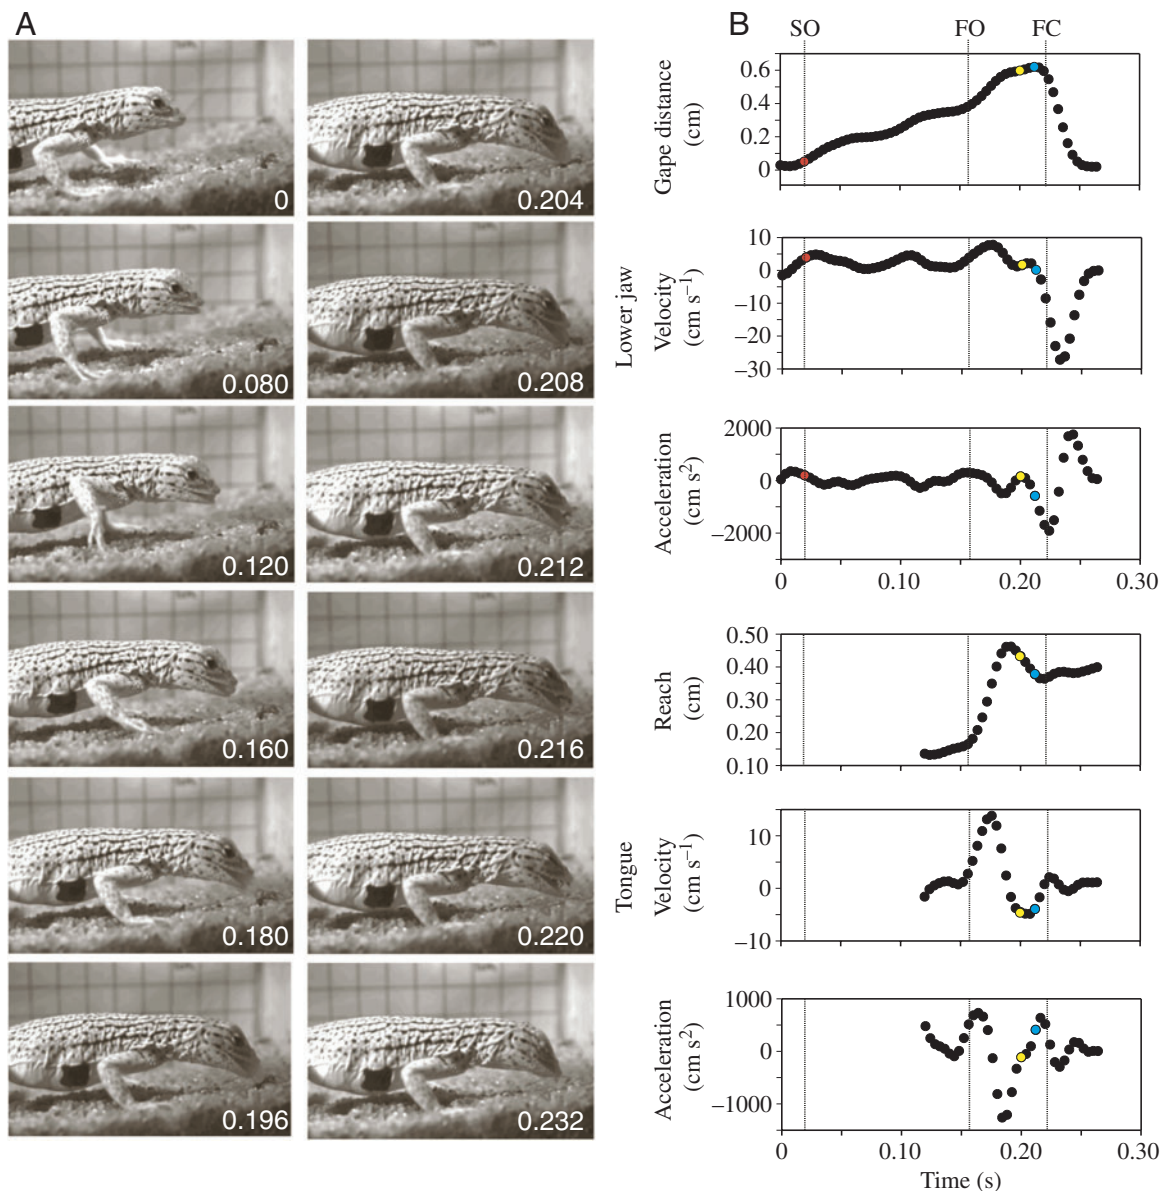 A
0
0.080
0.120
0.160
0.180
0.196
0.204
0.208
0.212
0.216
0.220
0.232
B
SO
FO
FC
Lower jaw
Gape distance
(cm)
0.6
0.4
0.2
0
Velocity
(cm s⁻¹)
10
0
−10
−20
−30
Acceleration
(cm s²)
2000
0
−2000
0
0.10
0.20
0.30
Tongue
Reach
(cm)
0.50
0.40
0.30
0.20
0.10
Velocity
(cm s⁻¹)
10
0
−10
Acceleration
(cm s²)
1000
0
−1000
0
0.10
0.20
0.30
Time (s)